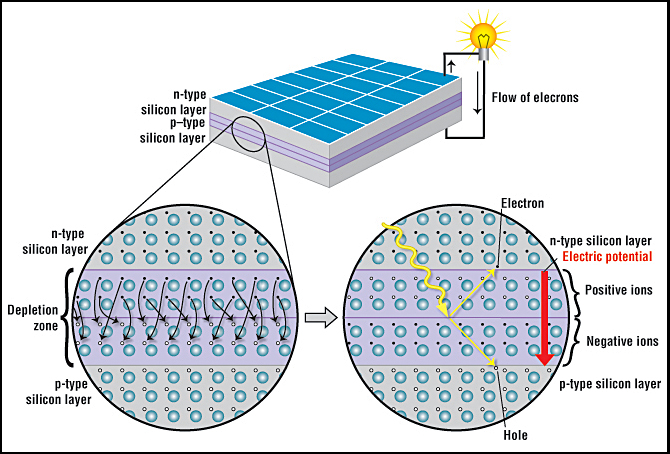 n-type
silicon layer
p–type
silicon layer
Flow of elecrons
n-type
silicon layer
Depletion
zone
p-type
silicon layer
Electron
n-type silicon layer
Electric potential
Positive ions
Negative ions
p-type silicon layer
Hole